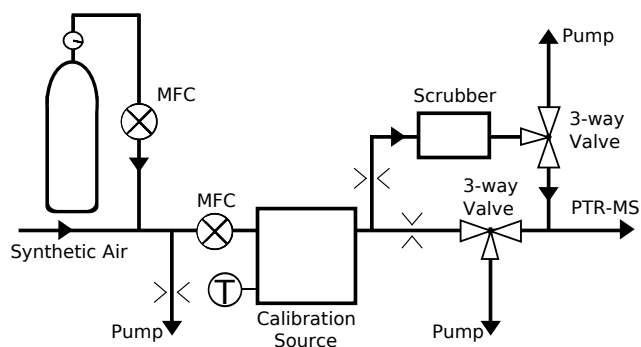 Pump
MFC
Scrubber
3-way
Valve
3-way
Valve
MFC
PTR-MS
Synthetic Air
T
Pump
Calibration
Source
Pump